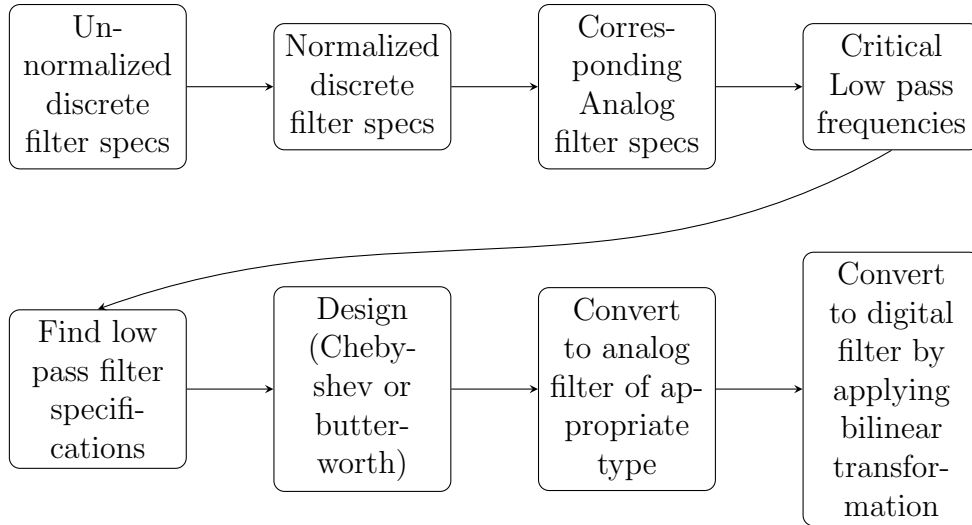 Un-
normalized
discrete
filter specs
Normalized
discrete
filter specs
Corres-
ponding
Analog
filter specs
Critical
Low pass
frequencies
Find low
pass filter
specifi-
cations
Design
(Cheby-
shev or
butter-
worth)
Convert
to analog
filter of ap-
propriate
type
Convert
to digital
filter by
applying
bilinear
transfor-
mation